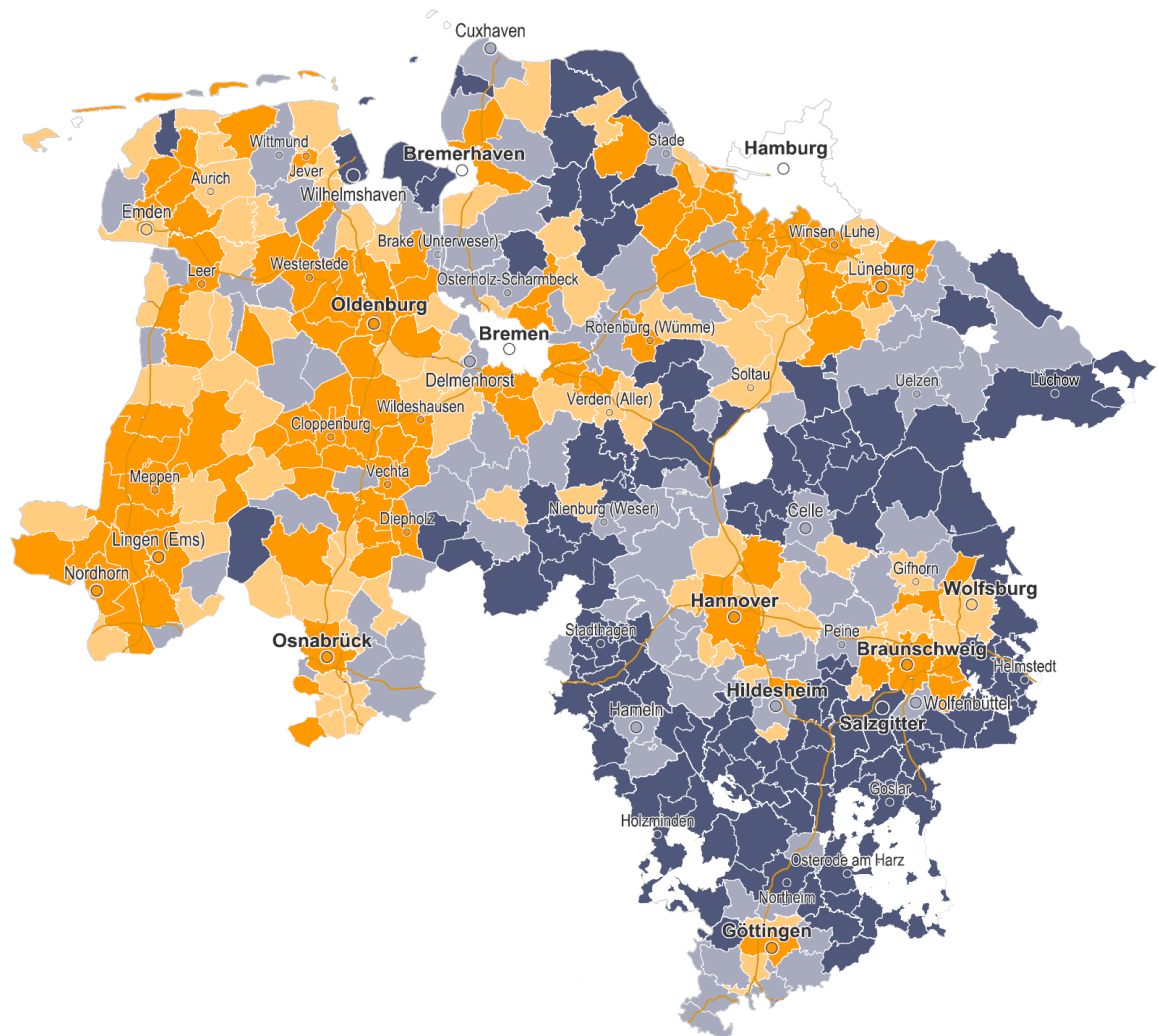 Cuxhaven
Wittmund
Jever
Bremerhaven
Stade
Hamburg
Aurich
Wilhelmshaven
Emden
Brake (Unterweser)
Winsen (Luhe)
Leer
Westerstede
Osterholz-Scharmbeck
Lüneburg
Oldenburg
Bremen
Rotenburg (Wümme)
Delmenhorst
Soltau
Uelzen
Lüchow
Wildeshausen
Verden (Aller)
Cloppenburg
Meppen
Vechta
Diepholz
Nienburg (Weser)
Celle
Lingen (Ems)
Nordhorn
Gifhorn
Wolfsburg
Hannover
Osnabrück
Stadthagen
Peine
Braunschweig
Helmstedt
Hildesheim
Wolfenbüttel
Hameln
Salzgitter
Goslar
Holzminden
Osterode am Harz
Northeim
Göttingen